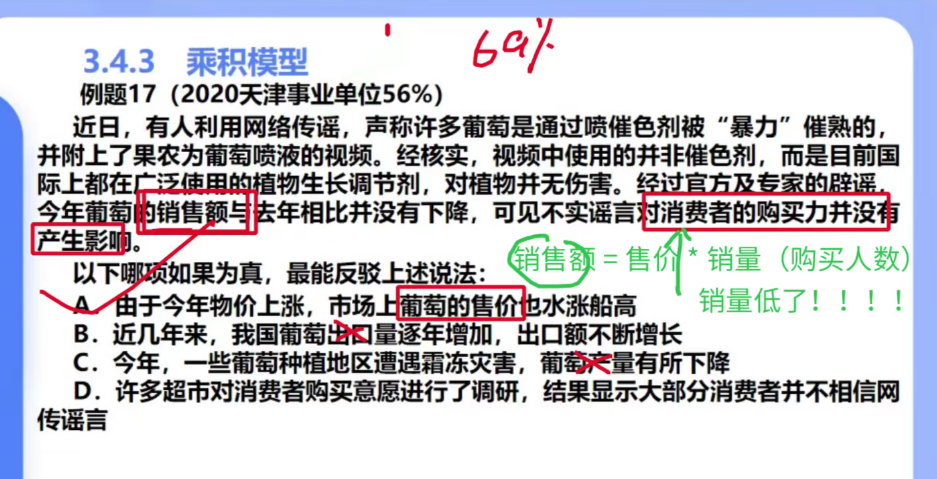 69%
3.4.3 乘积模型
例题17（2020天津事业单位56%）
近日，有人利用网络传谣，声称许多葡萄是通过喷催色剂被“暴力”催熟的，
并附上了果农为葡萄喷液的视频。经核实，视频中使用的并非催色剂，而是目前国
际上都在广泛使用的植物生长调节剂，对植物并无伤害。经过官方及专家的辟谣，
今年葡萄的销售额与去年相比并没有下降，可见不实谣言对消费者的购买力并没有
产生影响。
销售额 = 售价 * 销量（购买人数）
以下哪项如果为真，最能反驳上述说法：
销量低了！！！！
A．由于今年物价上涨，市场上葡萄的售价也水涨船高
B．近几年来，我国葡萄出口量逐年增加，出口额不断增长
C．今年，一些葡萄种植地区遭遇霜冻灾害，葡萄产量有所下降
D．许多超市对消费者购买意愿进行了调研，结果显示大部分消费者并不相信网
传谣言